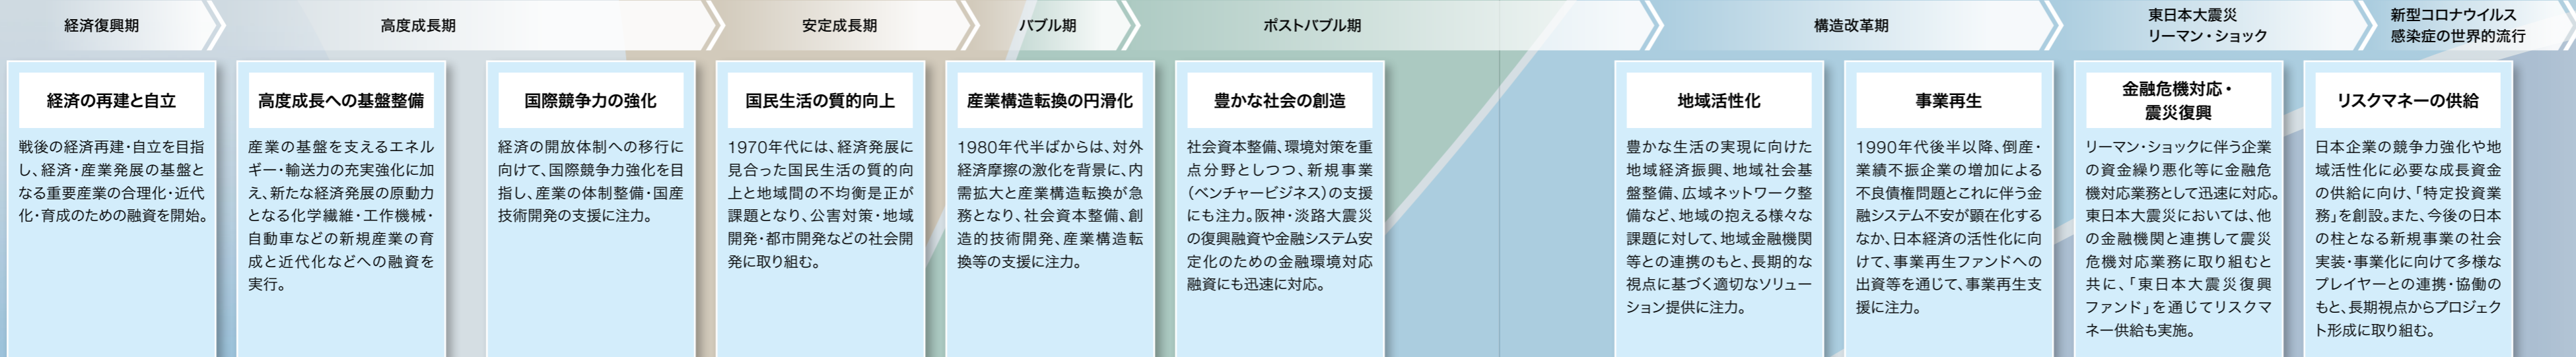 経済復興期
高度成長期
安定成長期
バブル期
ポストバブル期
構造改革期
東日本大震災
リーマン・ショック
新型コロナウイルス
感染症の世界的流行
経済の再建と自立
戦後の経済再建・自立を目指
し、経済・産業発展の基盤と
なる重要産業の合理化・近代
化・育成のための融資を開始。
高度成長への基盤整備
産業の基盤を支えるエネル
ギー・輸送力の充実強化に加
え、新たな経済発展の原動力
となる化学繊維・工作機械・
自動車などの新規産業の育
成と近代化などへの融資を
実行。
国際競争力の強化
経済の開放体制への移行に
向けて、国際競争力強化を目
指し、産業の体制整備・国産
技術開発の支援に注力。
国民生活の質的向上
1970年代には、経済発展に
見合った国民生活の質的向
上と地域間の不均衡是正が
課題となり、公害対策・地域
開発・都市開発などの社会開
発に取り組む。
産業構造転換の円滑化
1980年代半ばからは、対外
経済摩擦の激化を背景に、内
需拡大と産業構造転換が急
務となり、社会資本整備、創
造的技術開発、産業構造転
換等の支援に注力。
豊かな社会の創造
社会資本整備、環境対策を重
点分野としつつ、新規事業
（ベンチャービジネス）の支援
にも注力。阪神・淡路大震災
の復興融資や金融システム安
定化のための金融環境対応
融資にも迅速に対応。
地域活性化
豊かな生活の実現に向けた
地域経済振興、地域社会基
盤整備、広域ネットワーク整
備など、地域の抱える様々な
課題に対して、地域金融機関
等との連携のもと、長期的な
視点に基づく適切なソリュー
ション提供に注力。
事業再生
1990年代後半以降、倒産・
業績不振企業の増加による
不良債権問題とこれに伴う金
融システム不安が顕在化する
なか、日本経済の活性化に向
けて、事業再生ファンドへの
出資等を通じて、事業再生支
援に注力。
金融危機対応・
震災復興
リーマン・ショックに伴う企業
の資金繰り悪化等に金融危
機対応業務として迅速に対応。
東日本大震災においては、他
の金融機関と連携して震災
危機対応業務に取り組むと
共に、「東日本大震災復興
ファンド」を通じてリスクマ
ネー供給も実施。
リスクマネーの供給
日本企業の競争力強化や地
域活性化に必要な成長資金
の供給に向け、「特定投資業
務」を創設。また、今後の日本
の柱となる新規事業の社会
実装・事業化に向けて多様な
プレイヤーとの連携・協働の
もと、長期視点からプロジェク
ト形成に取り組む。